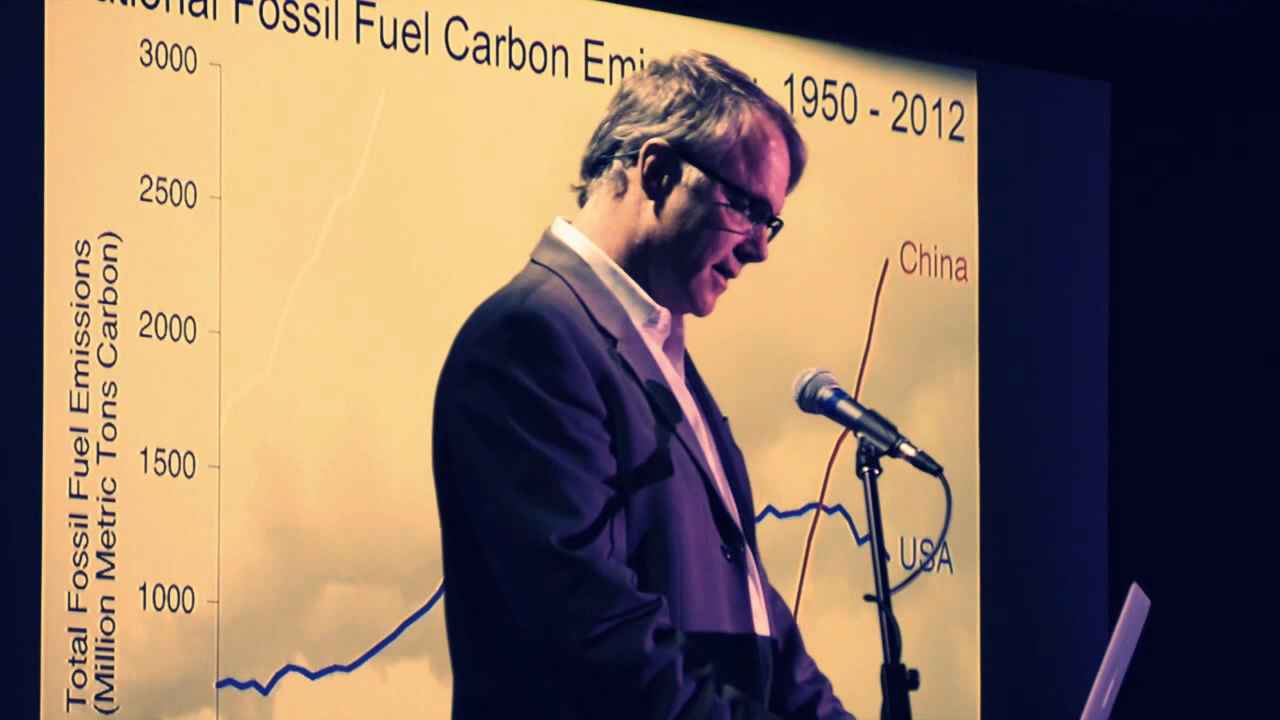 Fossil Fuel Carbon 1950 - 2012
3000
2500
2000
1500
1000
Total Fossil Fuel Emissions
(Million Metric Tons Carbon)
China
USA